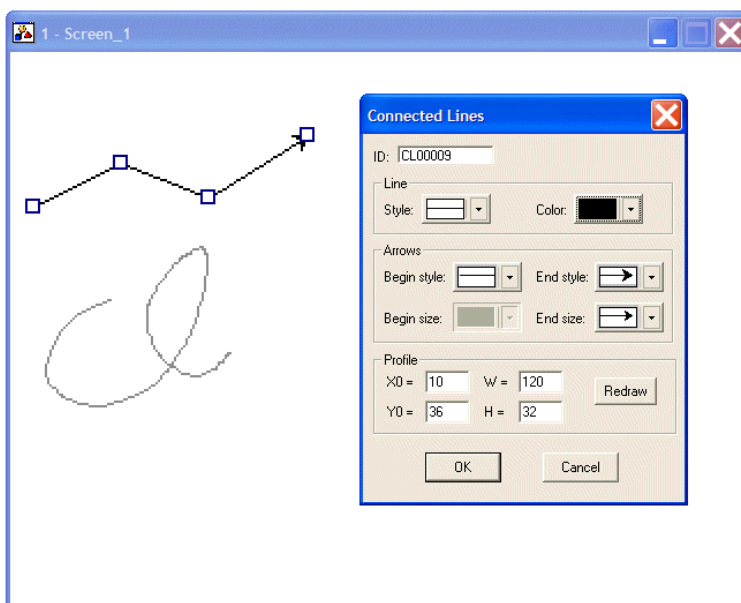 1 - Screen_1
Connected Lines
ID: CL00009
Line
Style: Color:
Arrows
Begin style: End style:
Begin size: End size:
Profile
X0 = 10 W = 120
Redraw
Y0 = 36 H = 32
OK Cancel